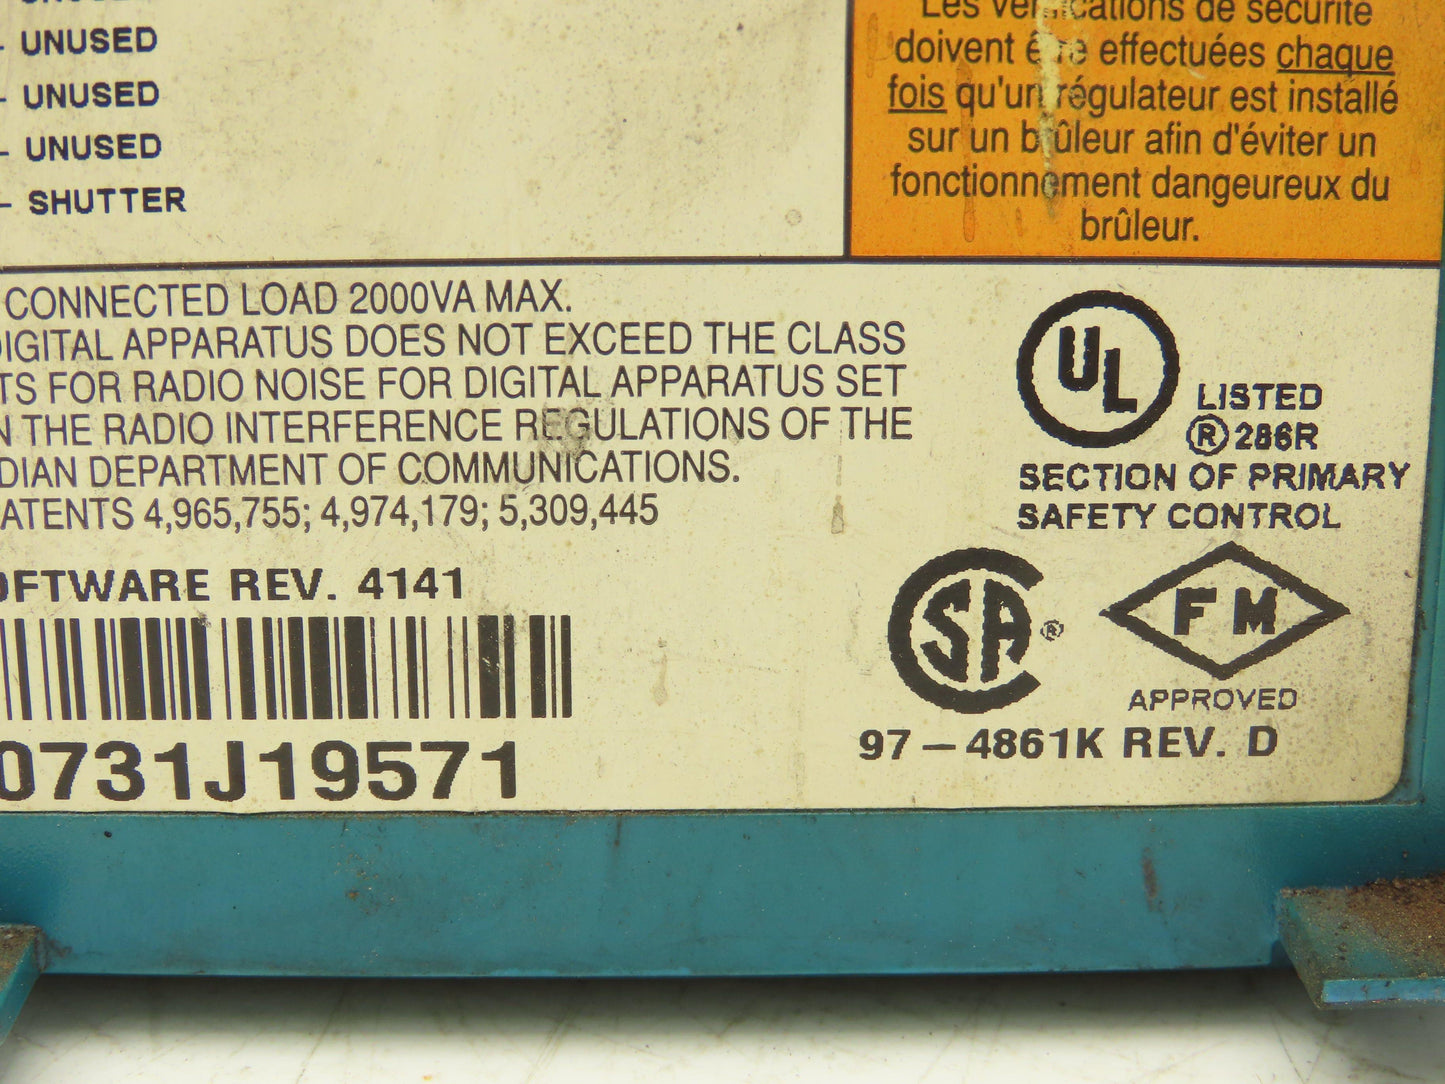 - UNUSED
- UNUSED
- UNUSED
- SHUTTER
Les vérifications de sécurité
doivent être effectuées chaque
fois qu'un régulateur est installé
sur un brûleur afin d'éviter un
fonctionnement dangeureux du
brûleur.
CONNECTED LOAD 2000VA MAX.
DIGITAL APPARATUS DOES NOT EXCEED THE CLASS
TS FOR RADIO NOISE FOR DIGITAL APPARATUS SET
N THE RADIO INTERFERENCE REGULATIONS OF THE
DIAN DEPARTMENT OF COMMUNICATIONS.
ATENTS 4,965,755; 4,974,179; 5,309,445
OFTWARE REV. 4141
0731J19571
UL
LISTED
® 286R
SECTION OF PRIMARY
SAFETY CONTROL
CSA ®
FM
APPROVED
97-4861K REV. D